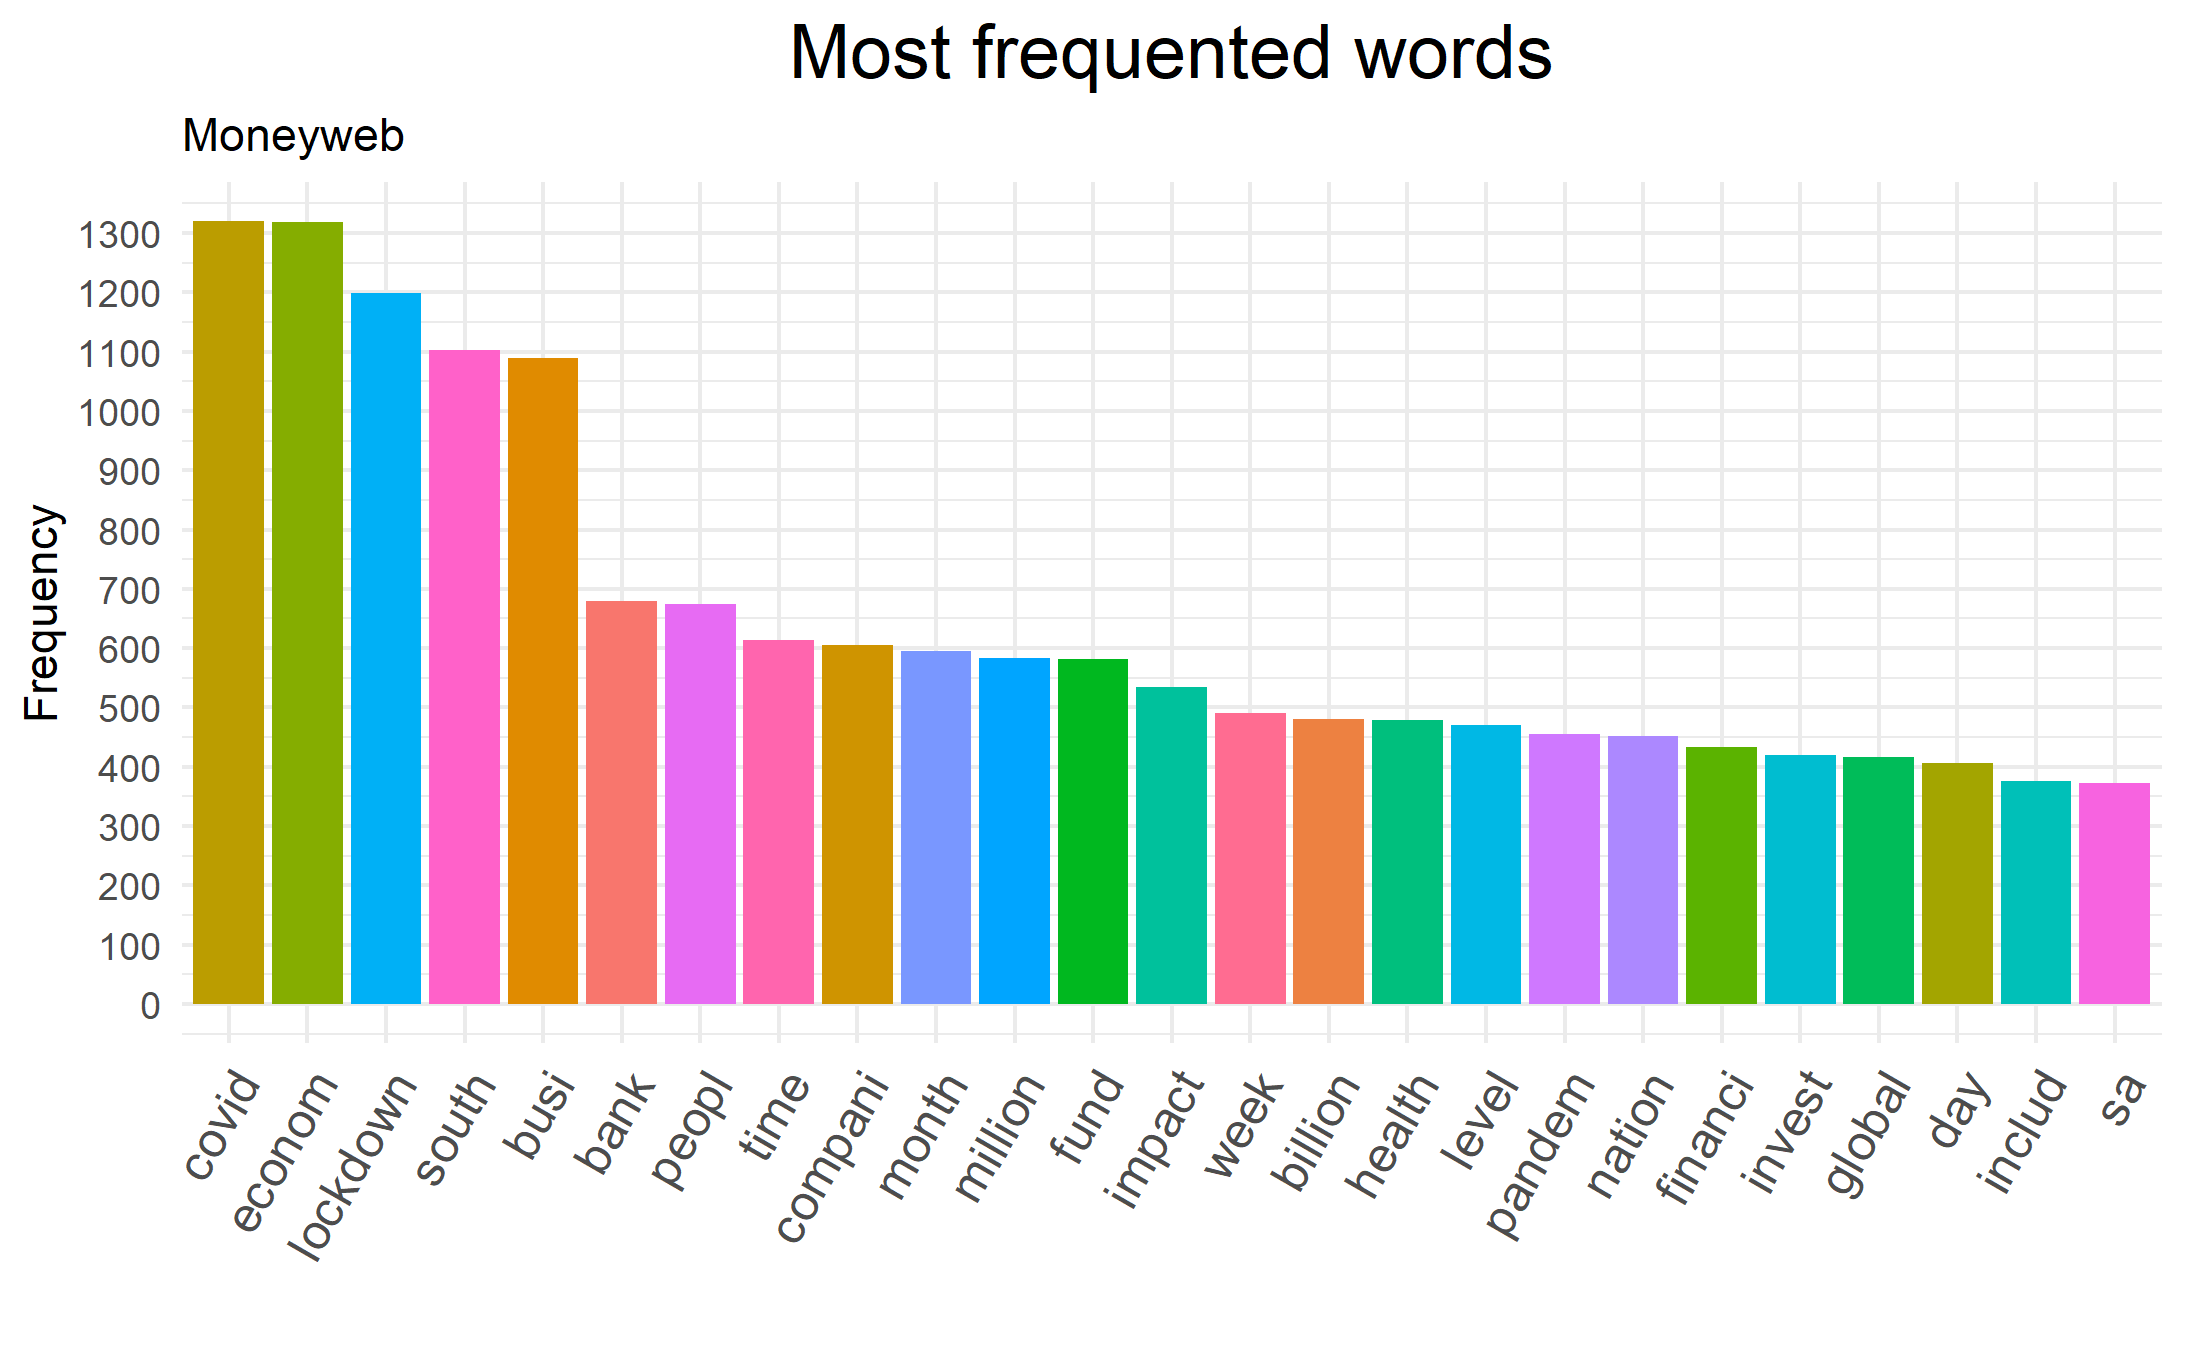 Most frequented words
Moneyweb
Frequency
1300
1200
1100
1000
900
800
700
600
500
400
300
200
100
0
covid
econom
lockdown
south
busi
bank
peopl
time
compani
month
million
fund
impact
week
billion
health
level
pandem
nation
financi
invest
global
day
includ
sa